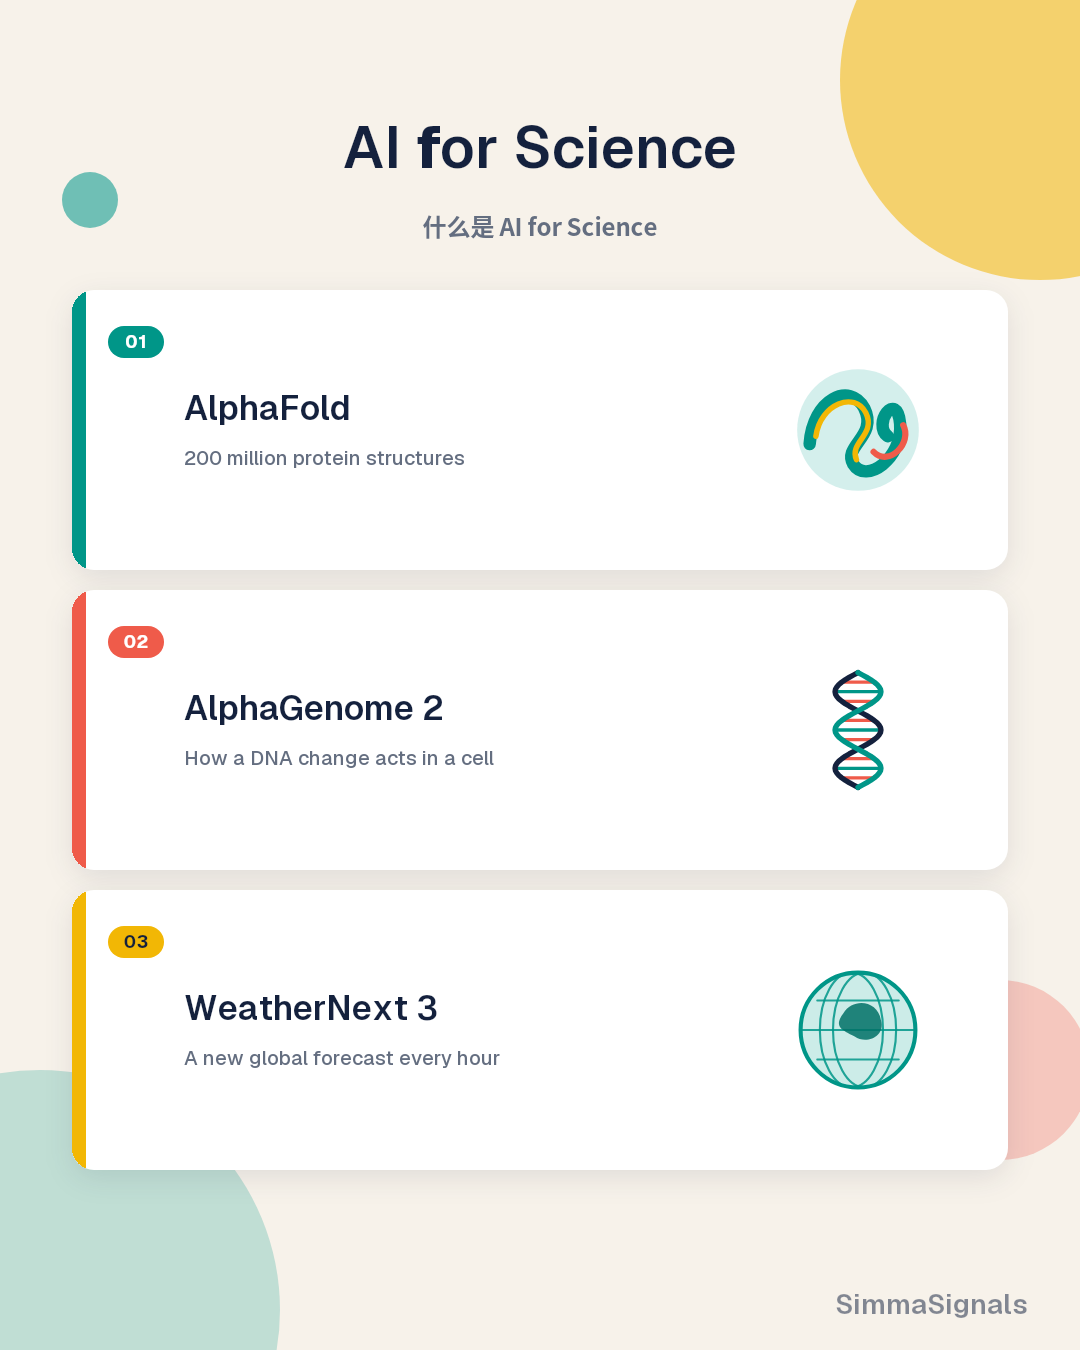 AI for Science
什么是 AI for Science
01
AlphaFold
200 million protein structures
02
AlphaGenome 2
How a DNA change acts in a cell
03
WeatherNext 3
A new global forecast every hour
SimmaSignals